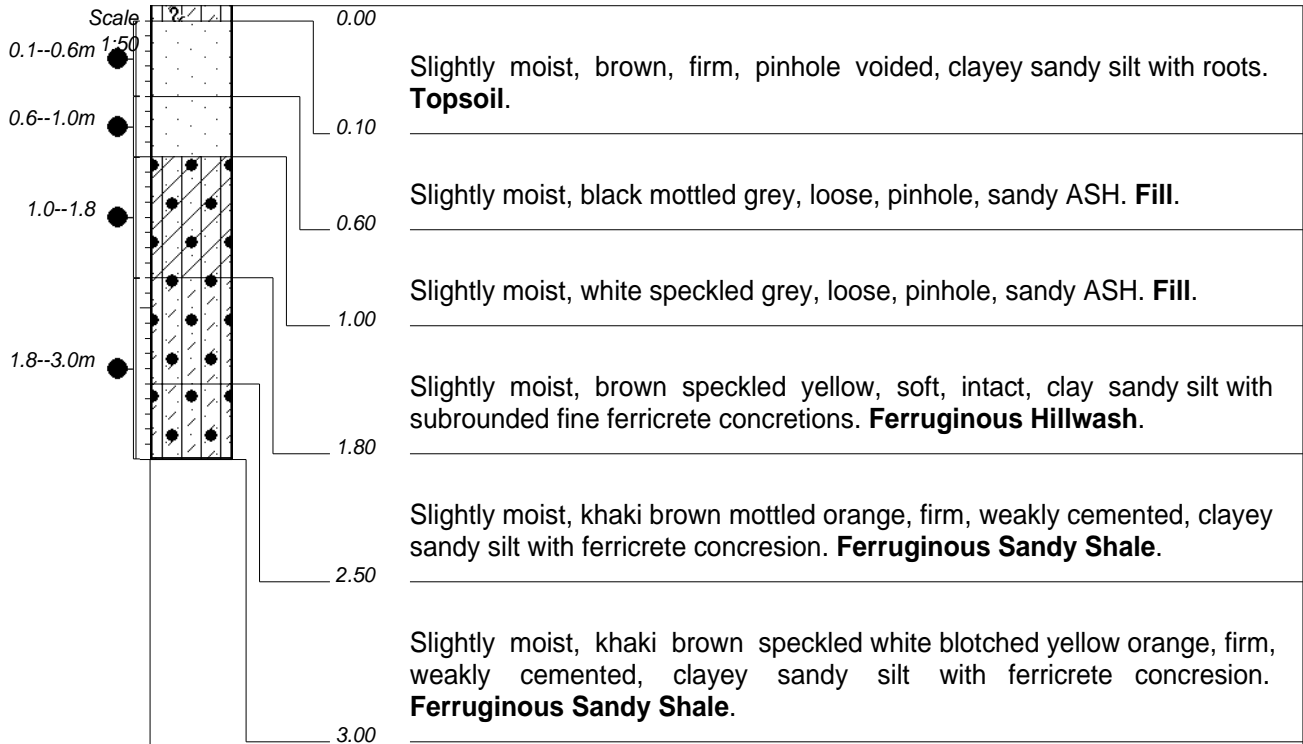 Scale
1:50
0.00
0.1--0.6m
Slightly moist, brown, firm, pinhole voided, clayey sandy silt with roots.
Topsoil.
0.6--1.0m
0.10
Slightly moist, black mottled grey, loose, pinhole, sandy ASH. Fill.
1.0--1.8
0.60
Slightly moist, white speckled grey, loose, pinhole, sandy ASH. Fill.
1.00
1.8--3.0m
Slightly moist, brown speckled yellow, soft, intact, clay sandy silt with
subrounded fine ferricrete concretions. Ferruginous Hillwash.
1.80
Slightly moist, khaki brown mottled orange, firm, weakly cemented, clayey
sandy silt with ferricrete concresion. Ferruginous Sandy Shale.
2.50
Slightly moist, khaki brown speckled white blotched yellow orange, firm,
weakly cemented, clayey sandy silt with ferricrete concresion.
Ferruginous Sandy Shale.
3.00